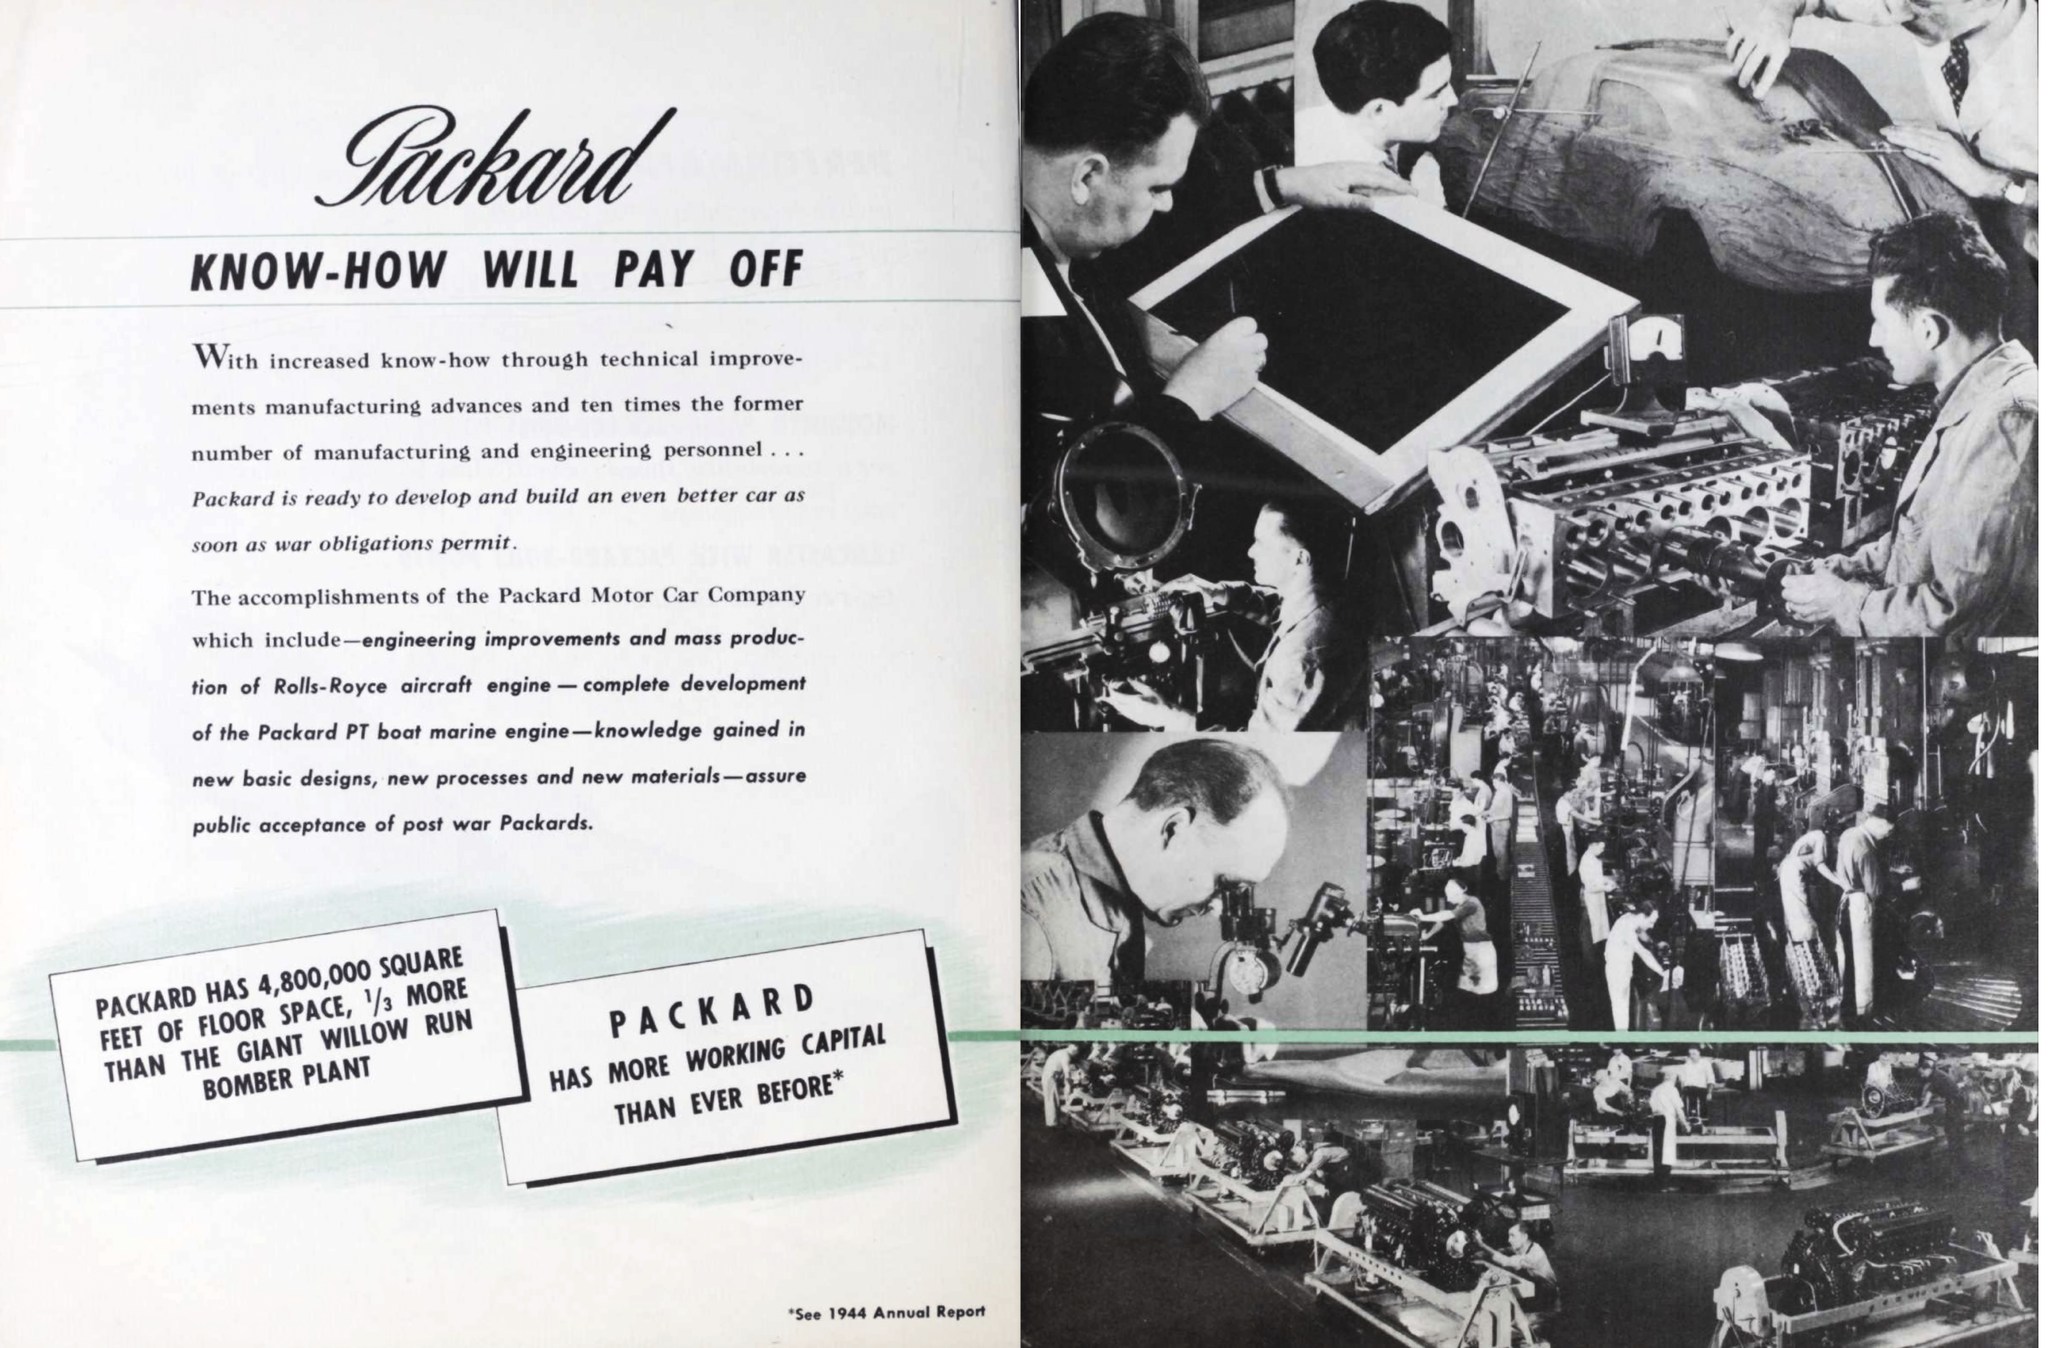 Packard
KNOW-HOW WILL PAY OFF
With increased know-how through technical improve-
ments manufacturing advances and ten times the former
number of manufacturing and engineering personnel . . .
Packard is ready to develop and build an even better car as
soon as war obligations permit.
The accomplishments of the Packard Motor Car Company
which include—engineering improvements and mass produc-
tion of Rolls-Royce aircraft engine — complete development
of the Packard PT boat marine engine—knowledge gained in
new basic designs, new processes and new materials—assure
public acceptance of post war Packards.
PACKARD HAS 4,800,000 SQUARE
FEET OF FLOOR SPACE, 1/3 MORE
THAN THE GIANT WILLOW RUN
BOMBER PLANT
PACKARD
HAS MORE WORKING CAPITAL
THAN EVER BEFORE*
*See 1944 Annual Report